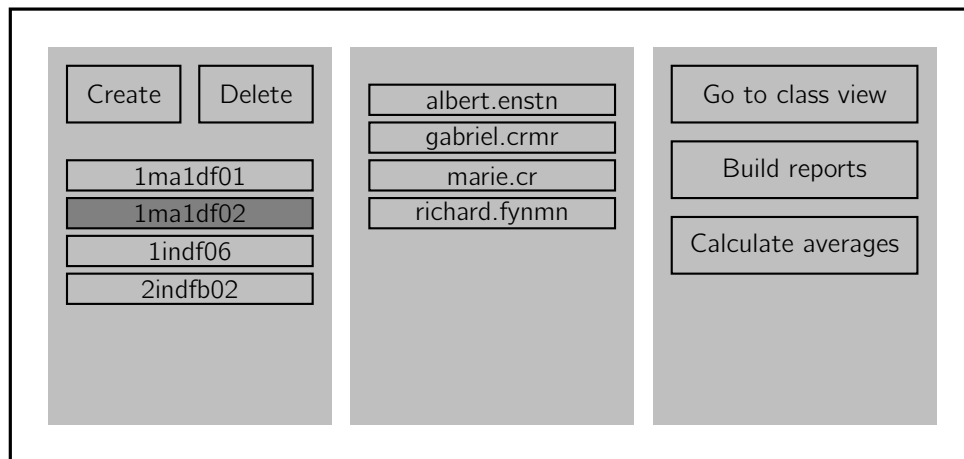 Create
Delete
1ma1df01
1ma1df02
1indf06
2indfb02
albert.enstn
gabriel.crmr
marie.cr
richard.fynmn
Go to class view
Build reports
Calculate averages